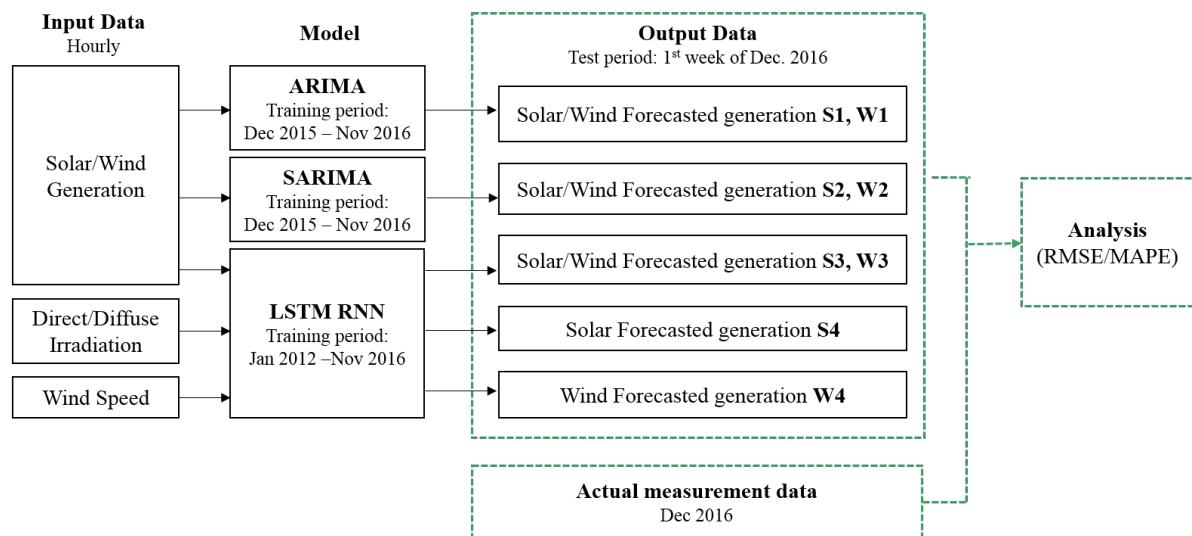 Input Data
Hourly
Solar/Wind
Generation
Direct/Diffuse
Irradiation
Wind Speed
Model
ARIMA
Training period:
Dec 2015 – Nov 2016
SARIMA
Training period:
Dec 2015 – Nov 2016
LSTM RNN
Training period:
Jan 2012 –Nov 2016
Output Data
Test period: 1st week of Dec. 2016
Solar/Wind Forecasted generation S1, W1
Solar/Wind Forecasted generation S2, W2
Solar/Wind Forecasted generation S3, W3
Solar Forecasted generation S4
Wind Forecasted generation W4
Actual measurement data
Dec 2016
Analysis
(RMSE/MAPE)